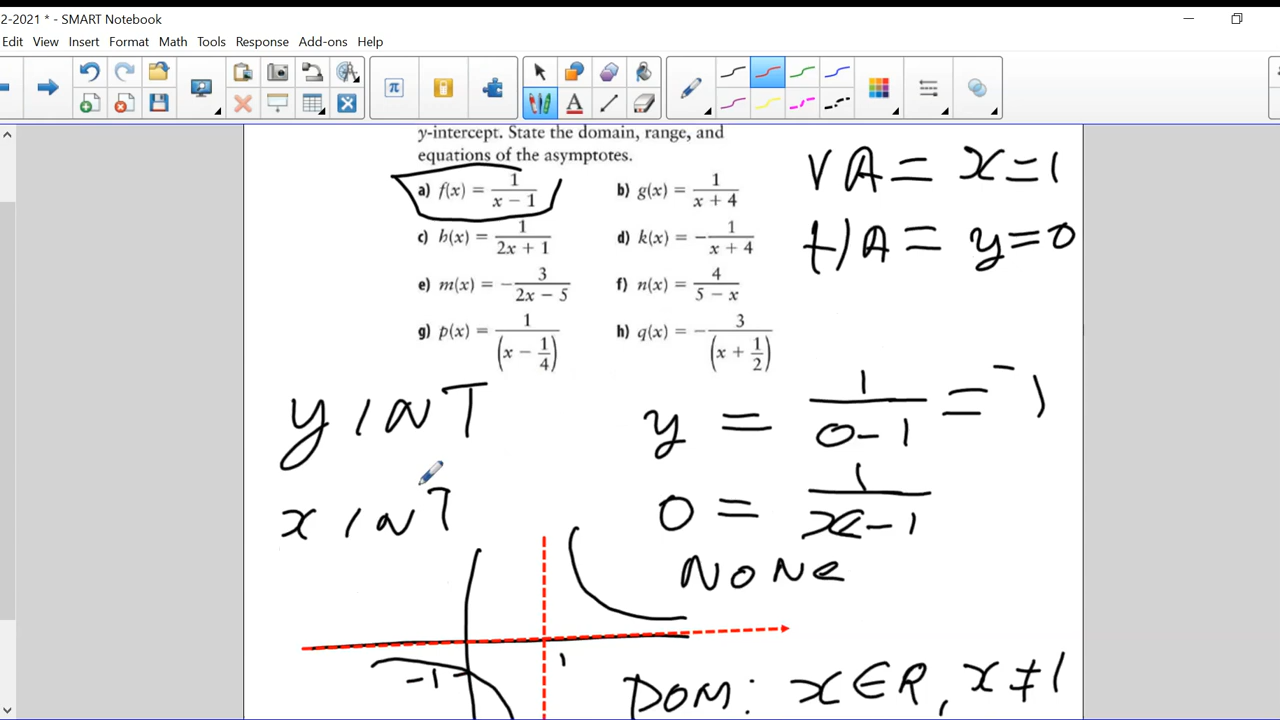 2-2021 * - SMART Notebook
Edit View Insert Format Math Tools Response Add-ons Help
π A
y-intercept. State the domain, range, and
equations of the asymptotes.
a) f(x) = 1/(x − 1) b) g(x) = 1/(x + 4)
c) h(x) = 1/(2x + 1) d) k(x) = −1/(x + 4)
e) m(x) = −3/(2x − 5) f) n(x) = 4/(5 − x)
g) p(x) = 1/(x − 1/4) h) q(x) = −3/(x + 1/2)
VA = x=1
HA = y=0
y INT y = 1/(0-1) = -1
x INT 0 = 1/(x-1)
NONE
1
-1
DOM: x∈R, x≠1